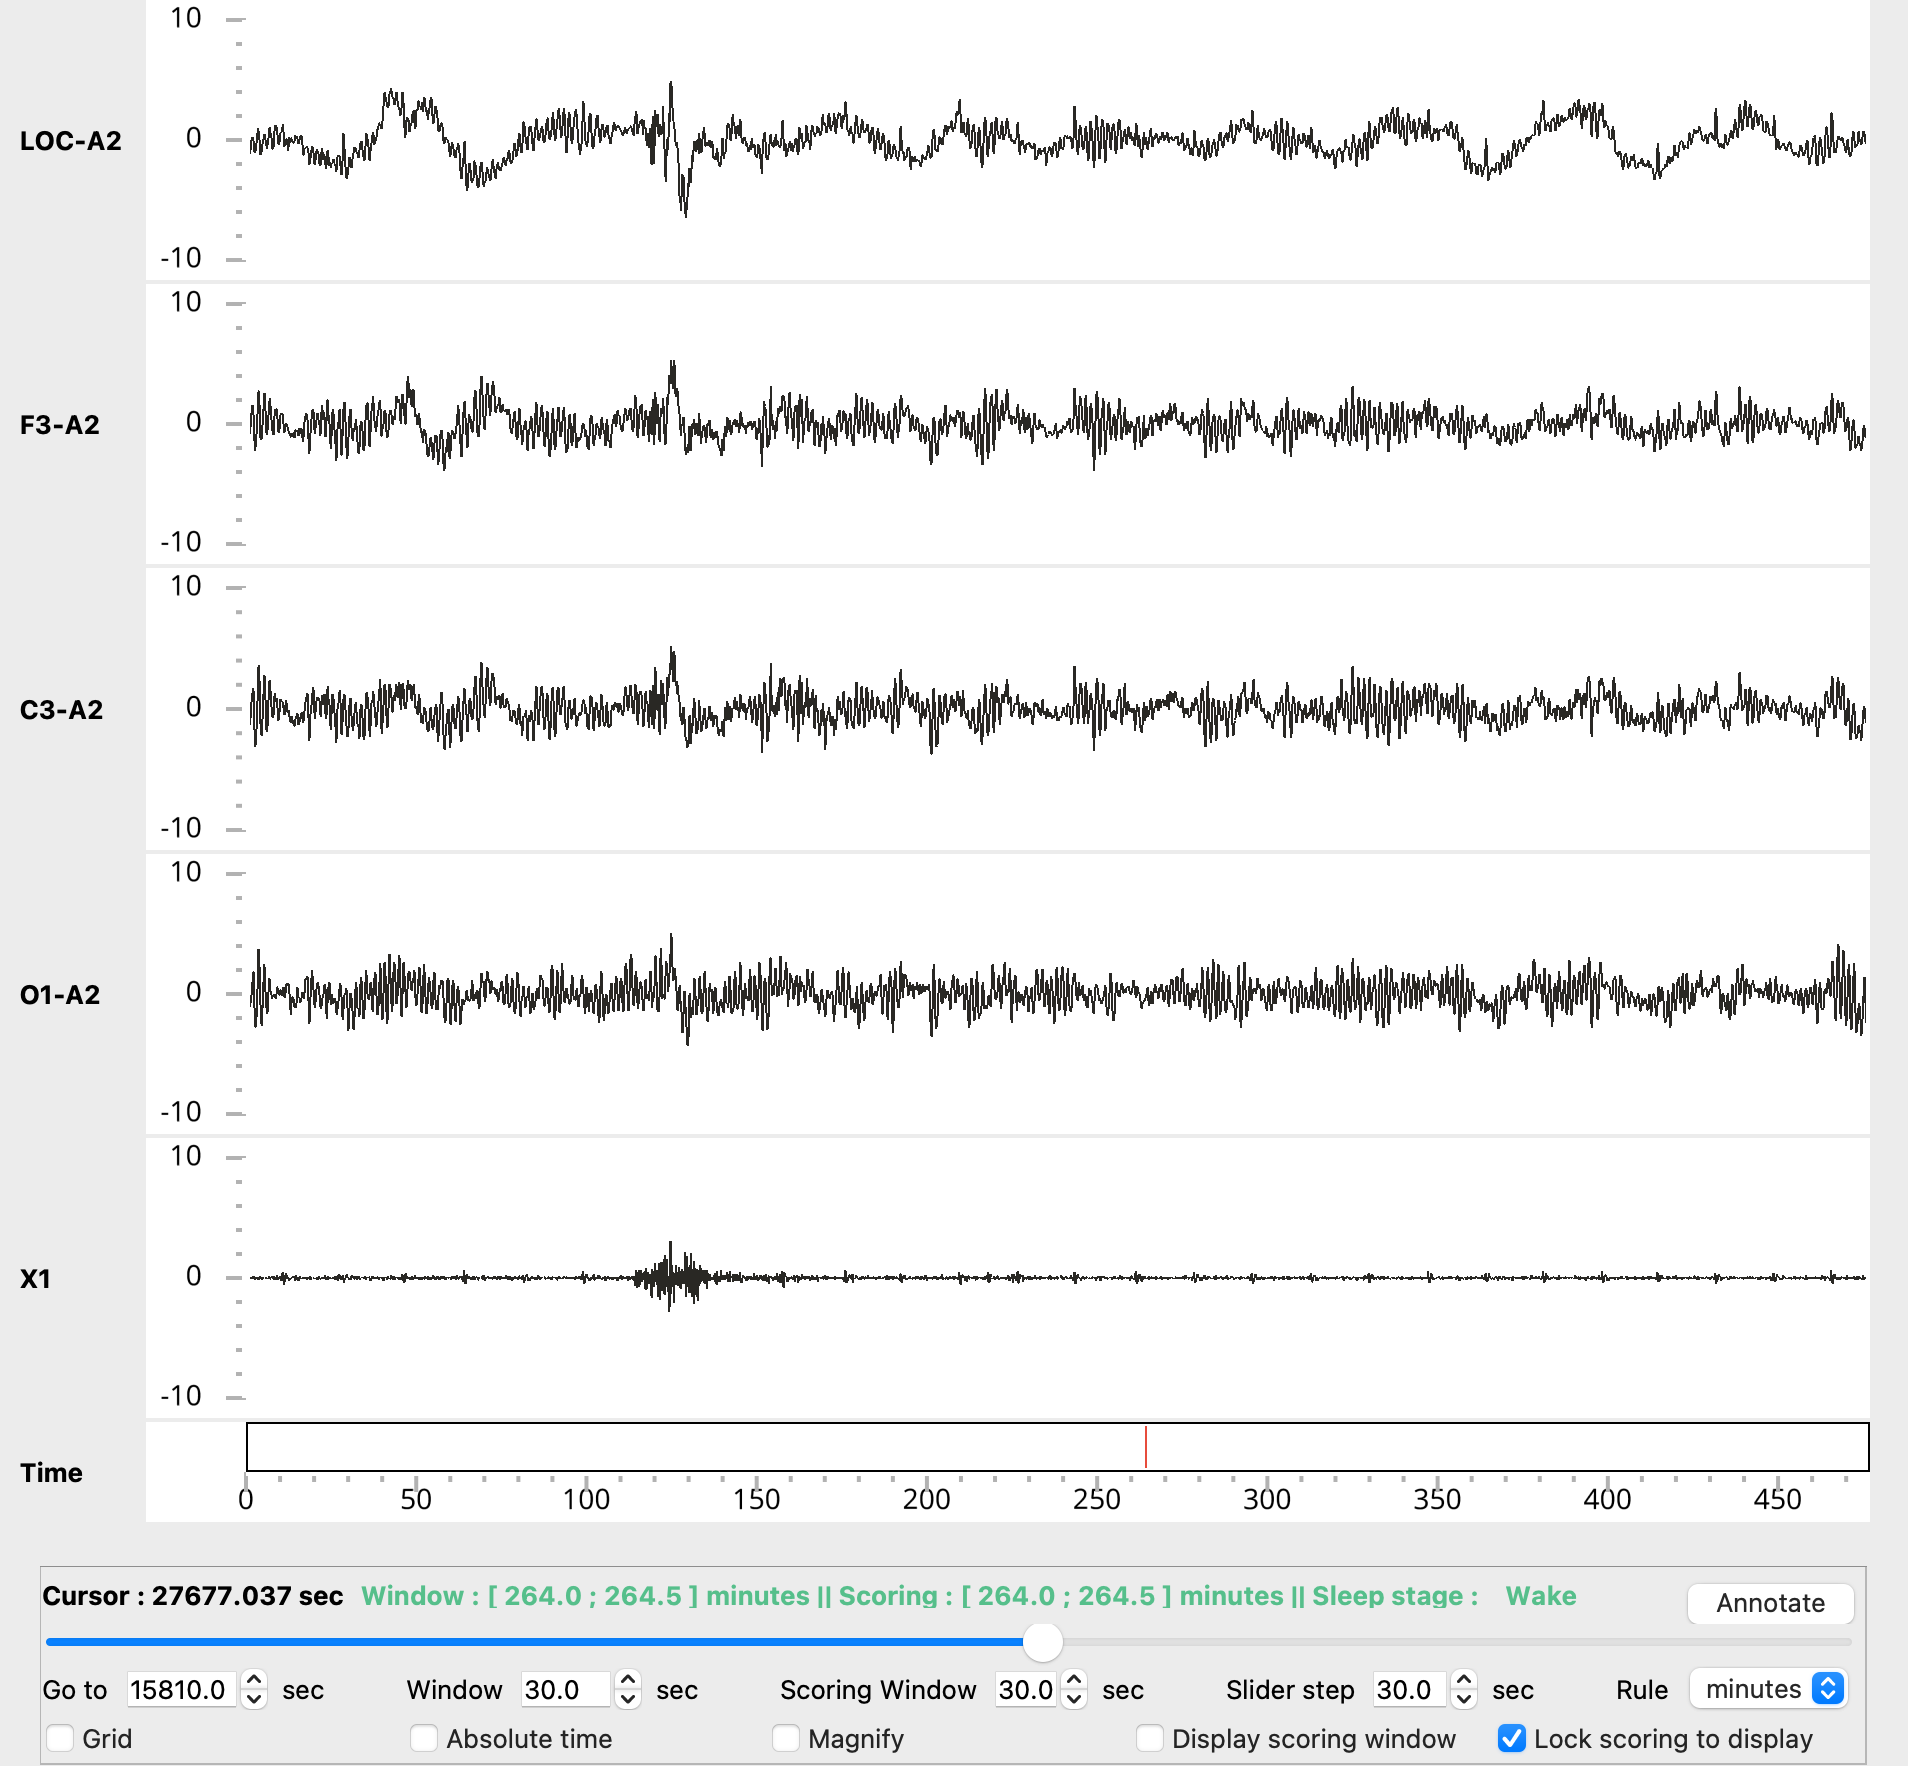 10
LOC-A2
0
-10
10
F3-A2
0
-10
10
C3-A2
0
-10
10
O1-A2
0
-10
10
X1
0
-10
Time
0 50 100 150 200 250 300 350 400 450
Cursor : 27677.037 sec Window : [ 264.0 ; 264.5 ] minutes || Scoring : [ 264.0 ; 264.5 ] minutes || Sleep stage : Wake Annotate
Go to 15810.0 sec Window 30.0 sec Scoring Window 30.0 sec Slider step 30.0 sec Rule minutes
Grid Absolute time Magnify Display scoring window Lock scoring to display